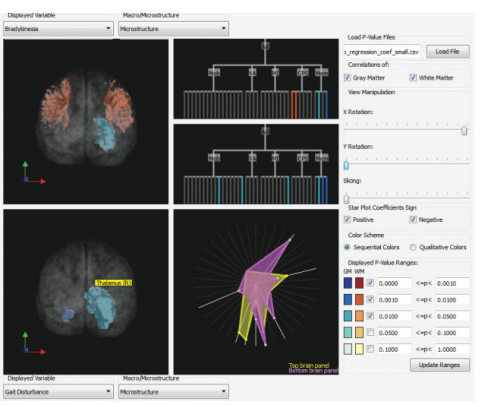 Displayed Variable
Macro/Microstructure
Bradykinesia
Microstructure
Load P-Value Files
_regression_coef_small.csv
Load File
Correlations of:
Gray Matter
White Matter
View Manipulation
X Rotation:
Y Rotation:
Slicing:
Star Plot Coefficients Sign
Positive
Negative
Color Scheme
Sequential Colors
Qualitative Colors
Displayed P-Value Ranges:
GM WM
0.0000 <=p< 0.0010
0.0010 <=p< 0.0100
0.0100 <=p< 0.0500
0.0500 <=p< 0.1000
0.1000 <=p< 1.0000
Update Ranges
Thalamus (R)
Top brain panel
Bottom brain panel
Displayed Variable
Macro/Microstructure
Gait Disturbance
Microstructure